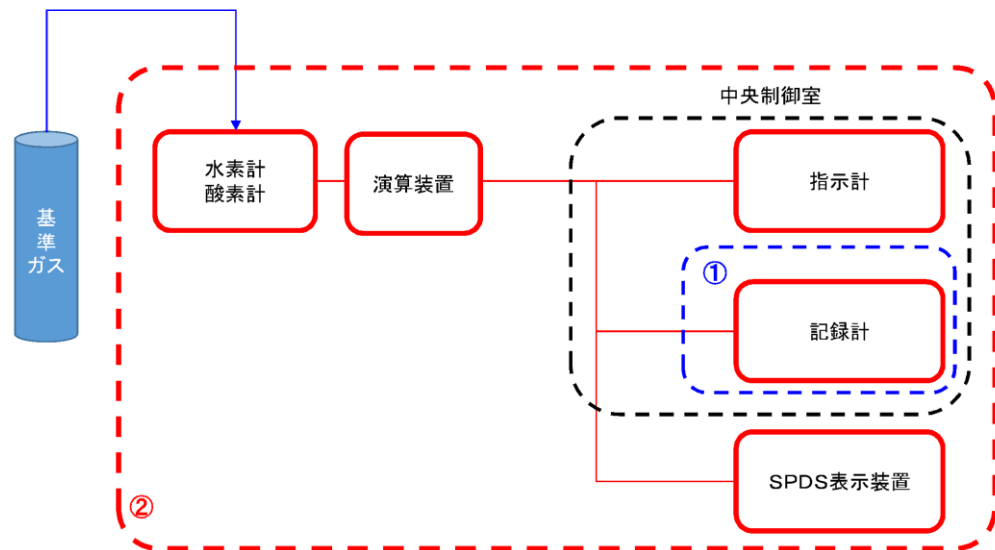 中央制御室
水素計
酸素計
演算装置
指示計
基
準
ガス
①
記録計
SPDS表示装置
②